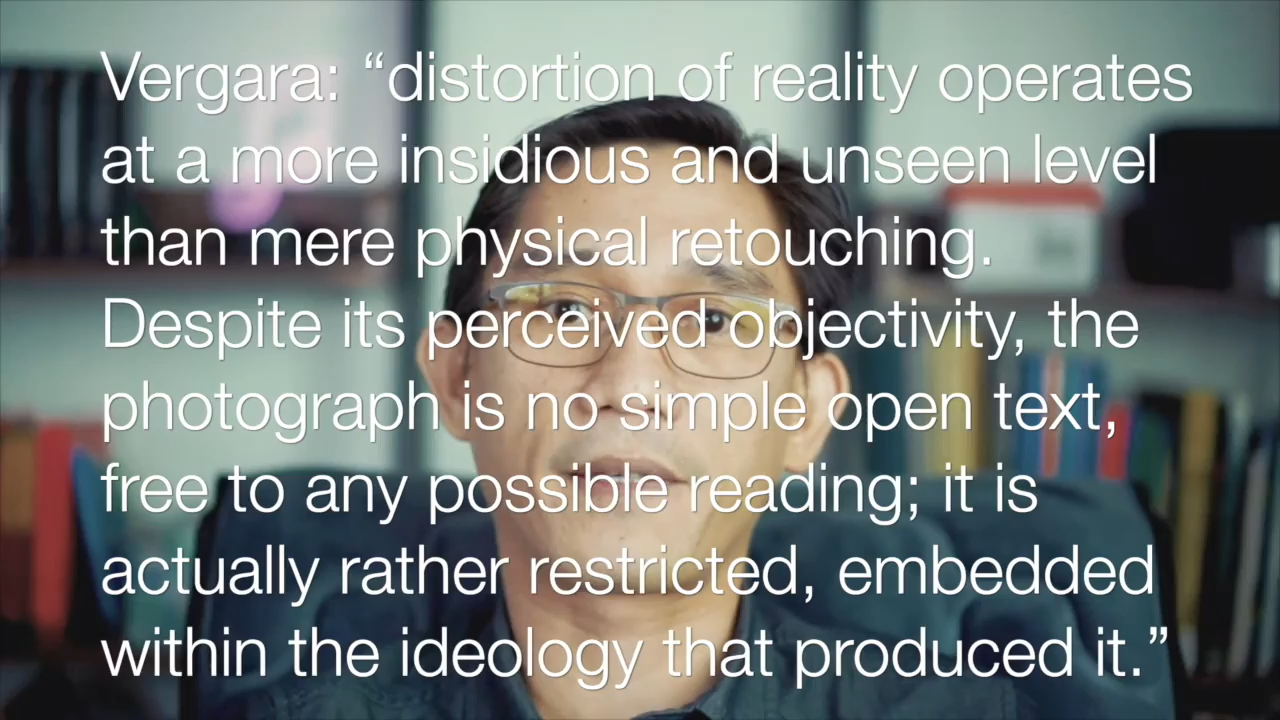 Vergara: “distortion of reality operates
at a more insidious and unseen level
than mere physical retouching.
Despite its perceived objectivity, the
photograph is no simple open text,
free to any possible reading; it is
actually rather restricted, embedded
within the ideology that produced it.”